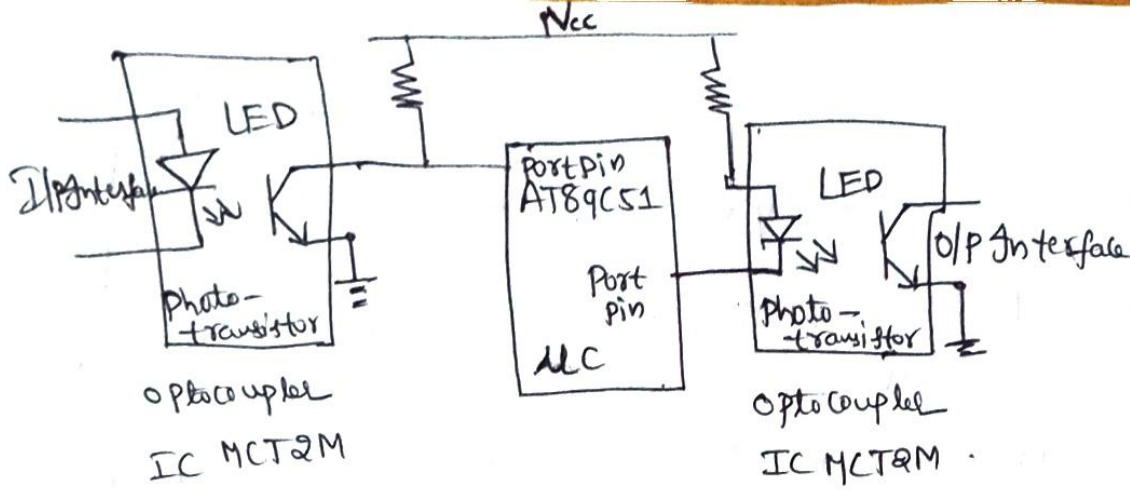 Vcc
LED
I/P Interface
Photo-
-transistor
Optocoupler
IC MCT2M
Port pin
AT89C51
Port
pin
µC
LED
O/P Interface
Photo-
-transistor
Optocoupler
IC MCT2M